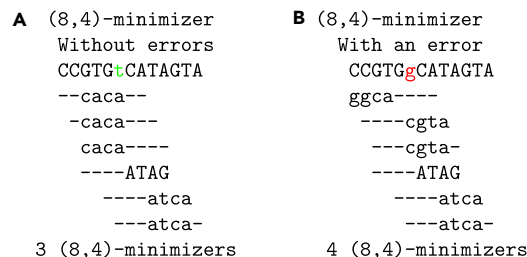 A (8,4)-minimizer
Without errors
CCGTGtCATAGTA
--caca--
-caca---
caca----
----ATAG
----atca
---atca-
3 (8,4)-minimizers
B (8,4)-minimizer
With an error
CCGTGgCATAGTA
ggca----
----cgta
---cgta-
----ATAG
----atca
---atca-
4 (8,4)-minimizers